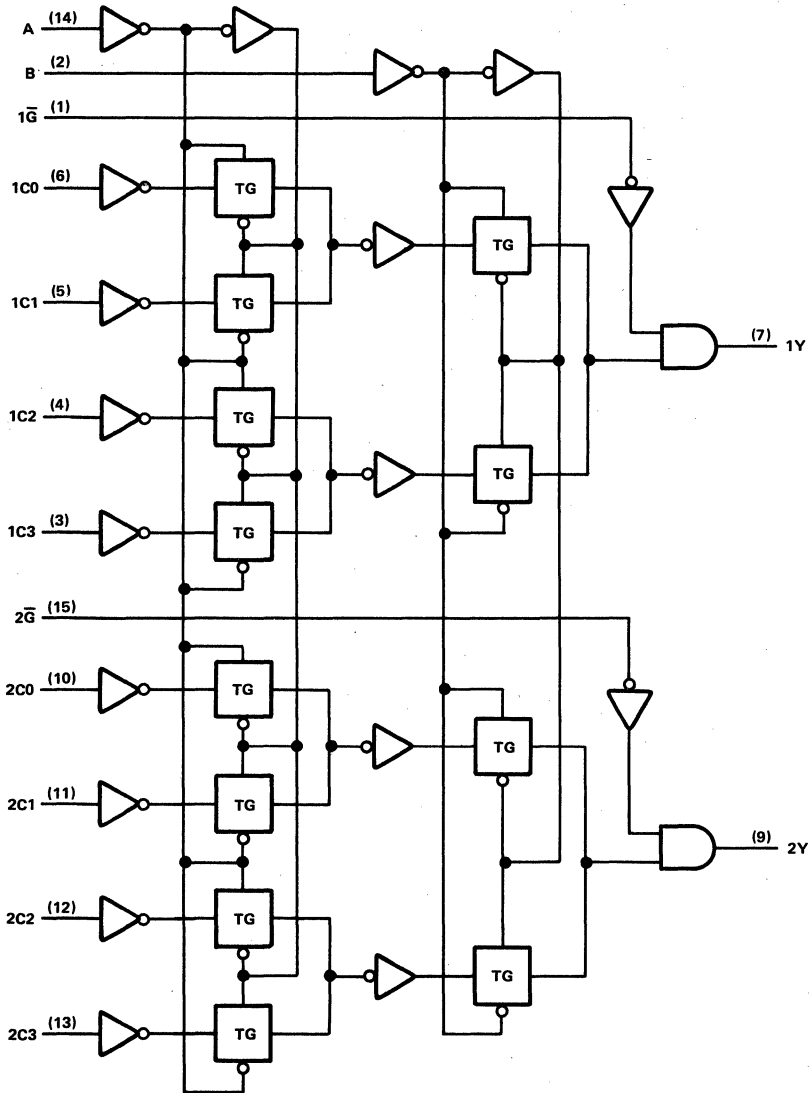 A (14)
B (2)
1G̅ (1)
1C0 (6)
TG
TG
1C1 (5)
TG
(7) 1Y
1C2 (4)
TG
TG
1C3 (3)
TG
2G̅ (15)
2C0 (10)
TG
TG
2C1 (11)
TG
(9) 2Y
2C2 (12)
TG
TG
2C3 (13)
TG